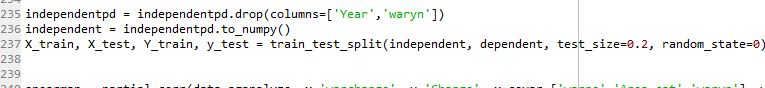 235 independentpd = independentpd.drop(columns=['Year','waryn'])
236 independent = independentpd.to_numpy()
237 X_train, X_test, Y_train, y_test = train_test_split(independent, dependent, test_size=0.2, random_state=0)
238
239